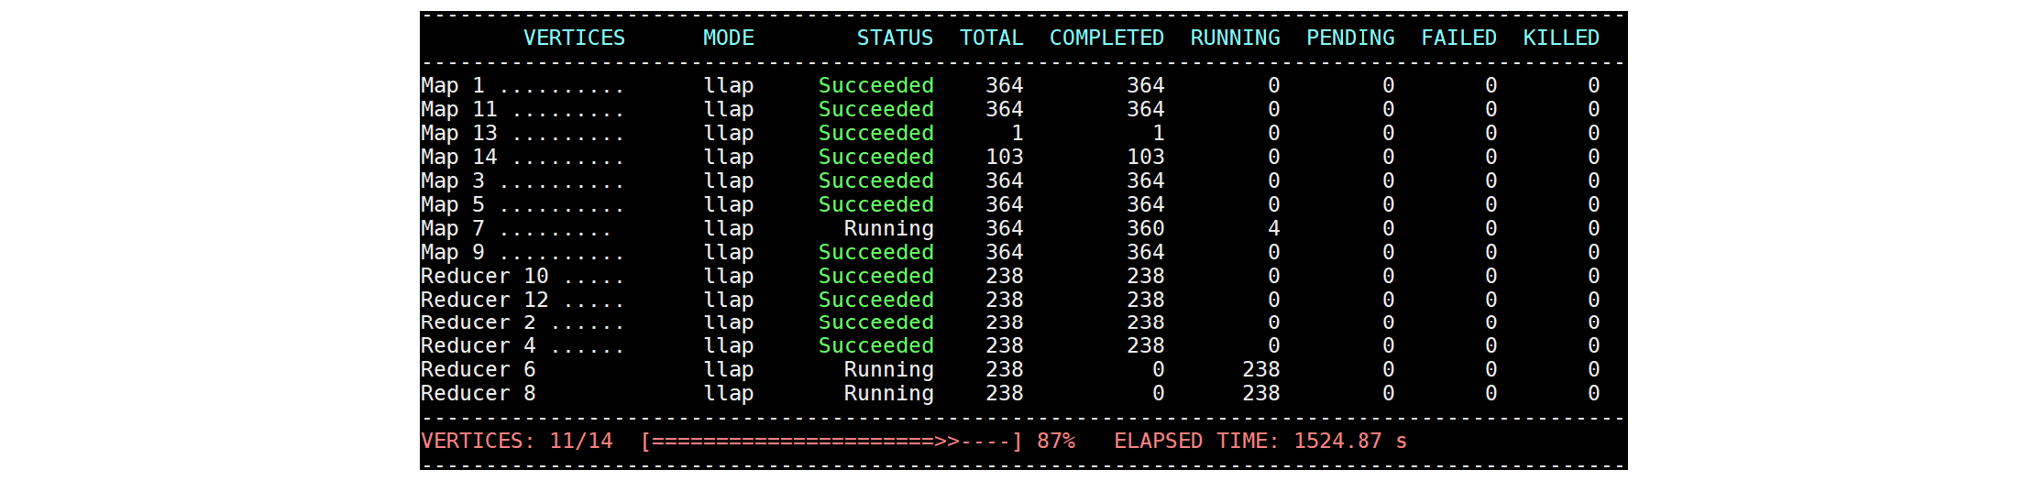 ----------------------------------------------------------------------------------------------
        VERTICES      MODE        STATUS  TOTAL  COMPLETED  RUNNING  PENDING  FAILED  KILLED
----------------------------------------------------------------------------------------------
Map 1 ..........      llap     Succeeded    364        364        0        0       0       0
Map 11 .........      llap     Succeeded    364        364        0        0       0       0
Map 13 .........      llap     Succeeded      1          1        0        0       0       0
Map 14 .........      llap     Succeeded    103        103        0        0       0       0
Map 3 ..........      llap     Succeeded    364        364        0        0       0       0
Map 5 ..........      llap     Succeeded    364        364        0        0       0       0
Map 7 .........       llap       Running    364        360        4        0       0       0
Map 9 ..........      llap     Succeeded    364        364        0        0       0       0
Reducer 10 .....      llap     Succeeded    238        238        0        0       0       0
Reducer 12 .....      llap     Succeeded    238        238        0        0       0       0
Reducer 2 ......      llap     Succeeded    238        238        0        0       0       0
Reducer 4 ......      llap     Succeeded    238        238        0        0       0       0
Reducer 6             llap       Running    238          0      238        0       0       0
Reducer 8             llap       Running    238          0      238        0       0       0
----------------------------------------------------------------------------------------------
VERTICES: 11/14  [======================>>----] 87%   ELAPSED TIME: 1524.87 s
----------------------------------------------------------------------------------------------